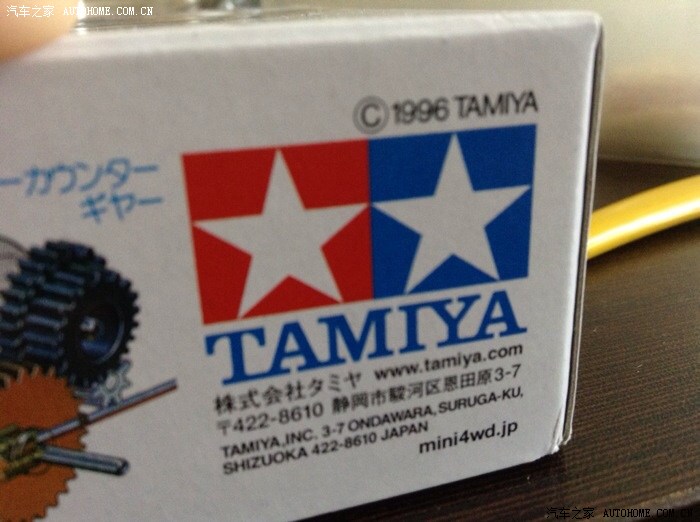 汽车之家 AUTOHOME.COM.CN
©1996 TAMIYA
ーカウンター
ギヤー
TAMIYA
株式会社タミヤ www.tamiya.com
〒422-8610 静岡市駿河区恩田原3-7
TAMIYA,INC. 3-7 ONDAWARA, SURUGA-KU,
SHIZUOKA 422-8610 JAPAN
mini4wd.jp
汽车之家 AUTOHOME.COM.CN